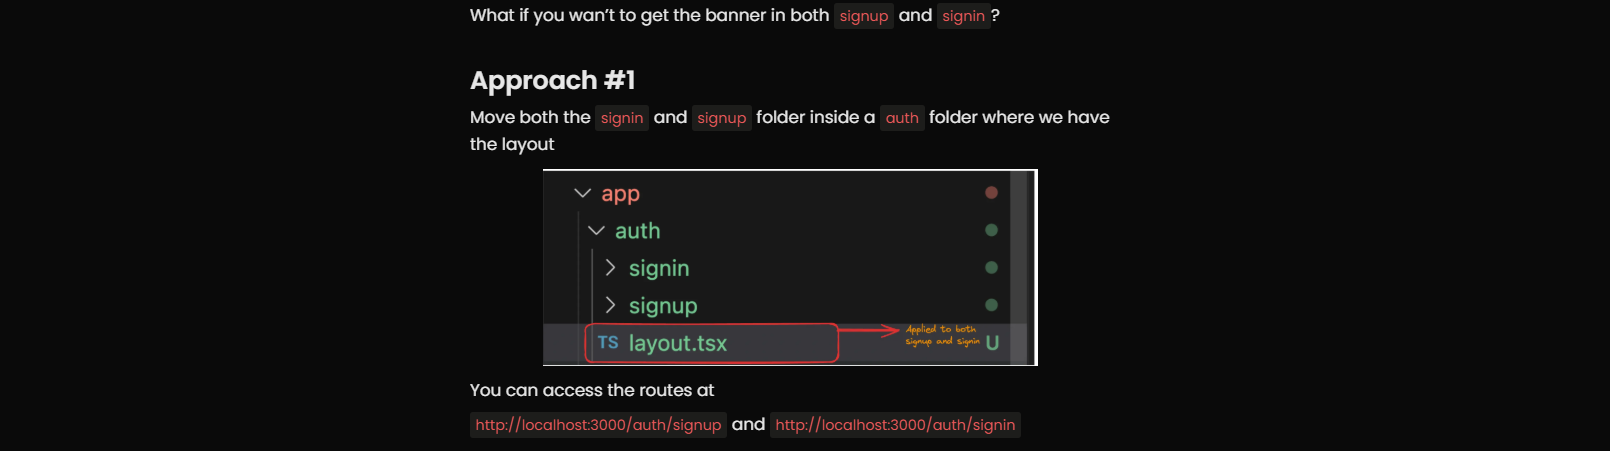 What if you wan’t to get the banner in both signup and signin?
Approach #1
Move both the signin and signup folder inside a auth folder where we have
the layout
app
auth
signin
signup
TS layout.tsx
Applied to both
signup and signin
U
You can access the routes at
http://localhost:3000/auth/signup and http://localhost:3000/auth/signin